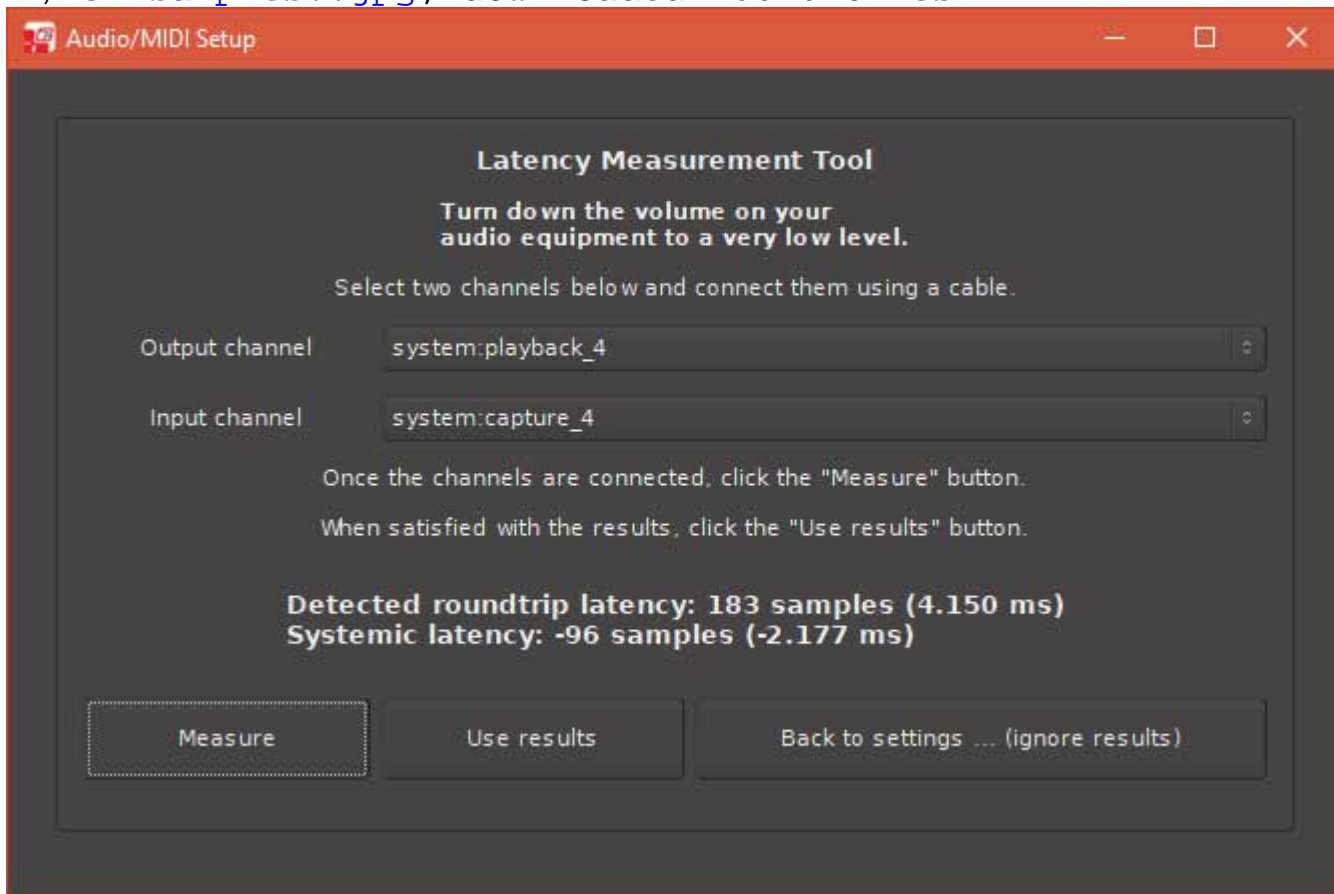 Audio/MIDI Setup
Latency Measurement Tool
Turn down the volume on your
audio equipment to a very low level.
Select two channels below and connect them using a cable.
Output channel system:playback_4
Input channel system:capture_4
Once the channels are connected, click the "Measure" button.
When satisfied with the results, click the "Use results" button.
Detected roundtrip latency: 183 samples (4.150 ms)
Systemic latency: -96 samples (-2.177 ms)
Measure Use results Back to settings ... (ignore results)